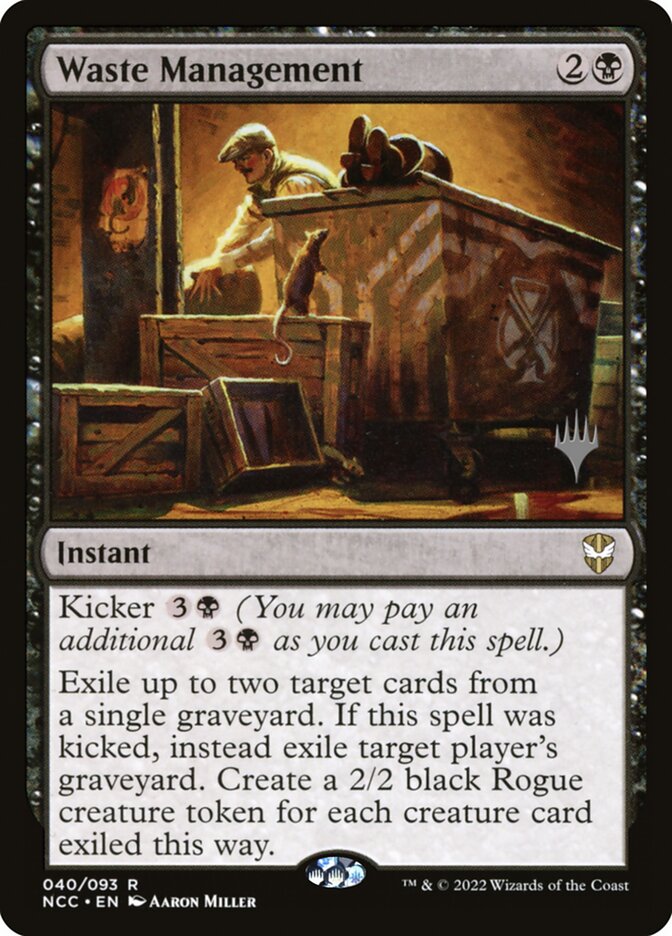 Waste Management 2
Instant
Kicker 3 (You may pay an
additional 3 as you cast this spell.)
Exile up to two target cards from
a single graveyard. If this spell was
kicked, instead exile target player's
graveyard. Create a 2/2 black Rogue
creature token for each creature card
exiled this way.
040/093 R
NCC • EN Aaron Miller
™ & © 2022 Wizards of the Coast